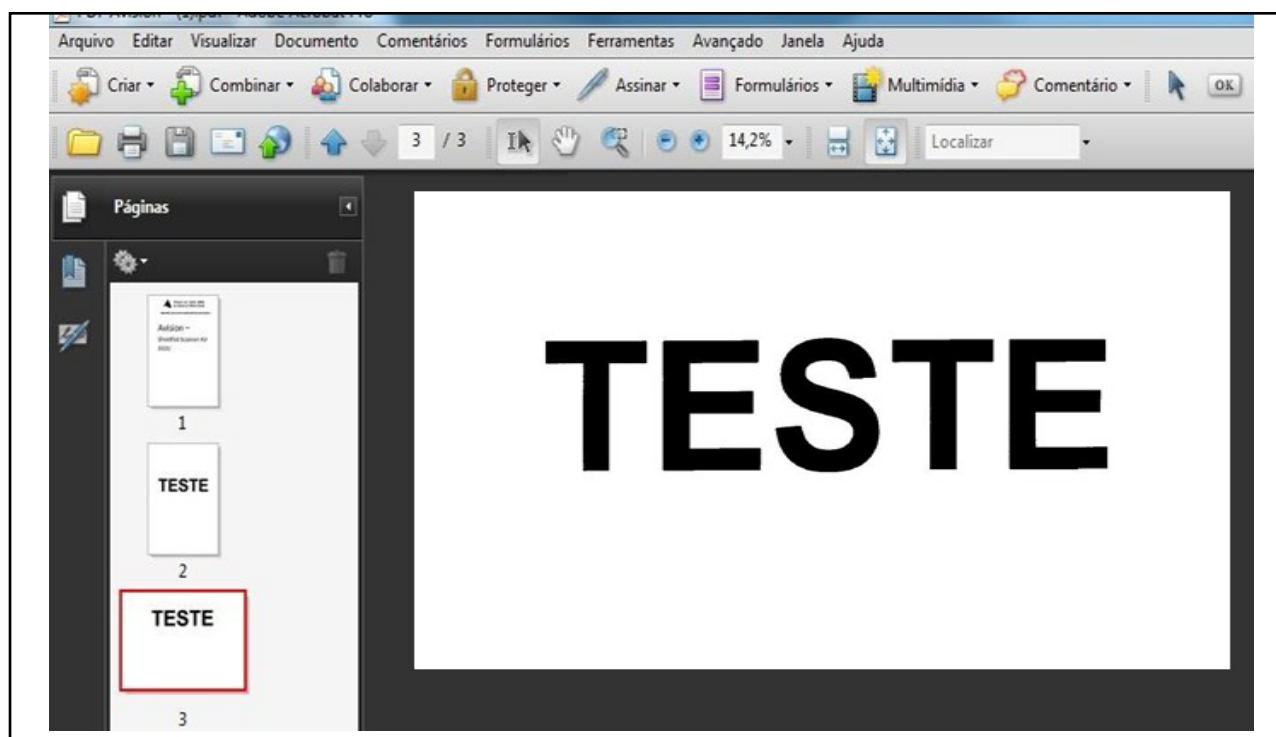 Arquivo Editar Visualizar Documento Comentários Formulários Ferramentas Avançado Janela Ajuda
Criar Combinar Colaborar Proteger Assinar Formulários Multimídia Comentário OK
3 / 3 14,2% Localizar
Páginas
Avision –
1
TESTE
2
TESTE
3
TESTE